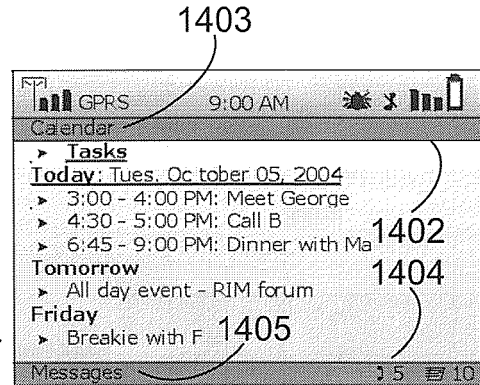 1403
GPRS 9:00 AM
Calendar
Tasks
Today: Tues, Oc tober 05, 2004
3:00 - 4:00 PM: Meet George
4:30 - 5:00 PM: Call B
6:45 - 9:00 PM: Dinner with Ma
1402
Tomorrow
1404
All day event - RIM forum
Friday
Breakie with F
1405
Messages 5 10